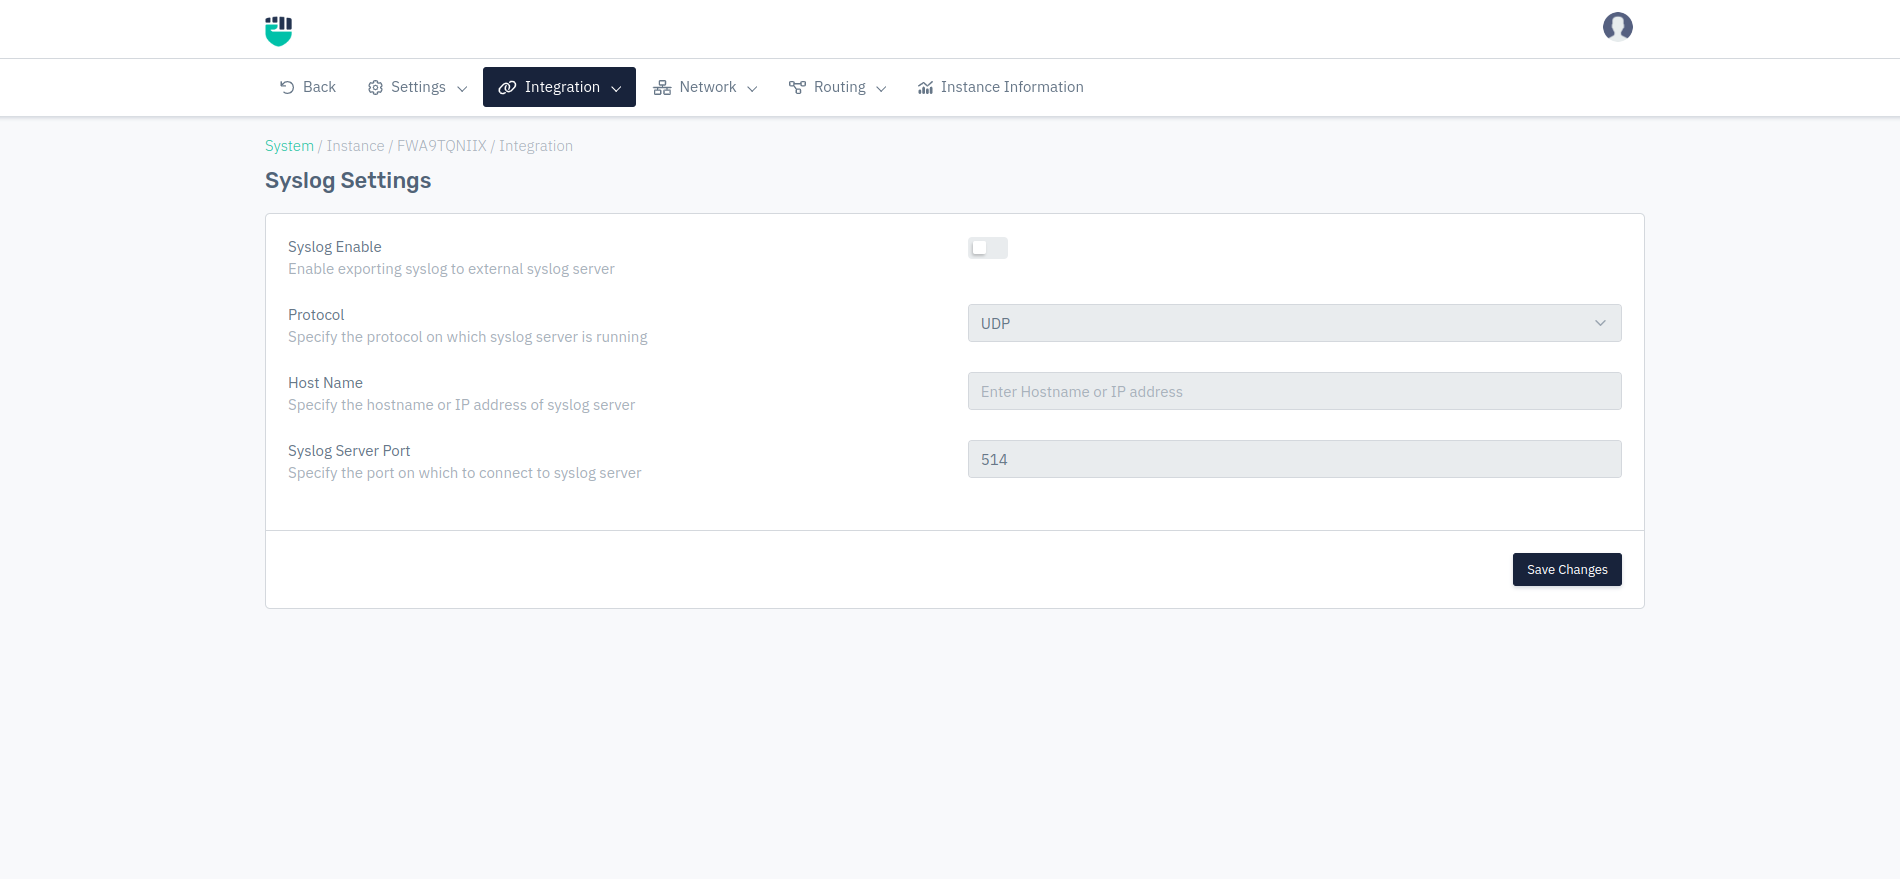 Back
Settings
Integration
Network
Routing
Instance Information
System / Instance / FWA9TQNIIX / Integration
Syslog Settings
Syslog Enable
Enable exporting syslog to external syslog server
Protocol
Specify the protocol on which syslog server is running
UDP
Host Name
Specify the hostname or IP address of syslog server
Enter Hostname or IP address
Syslog Server Port
Specify the port on which to connect to syslog server
514
Save Changes